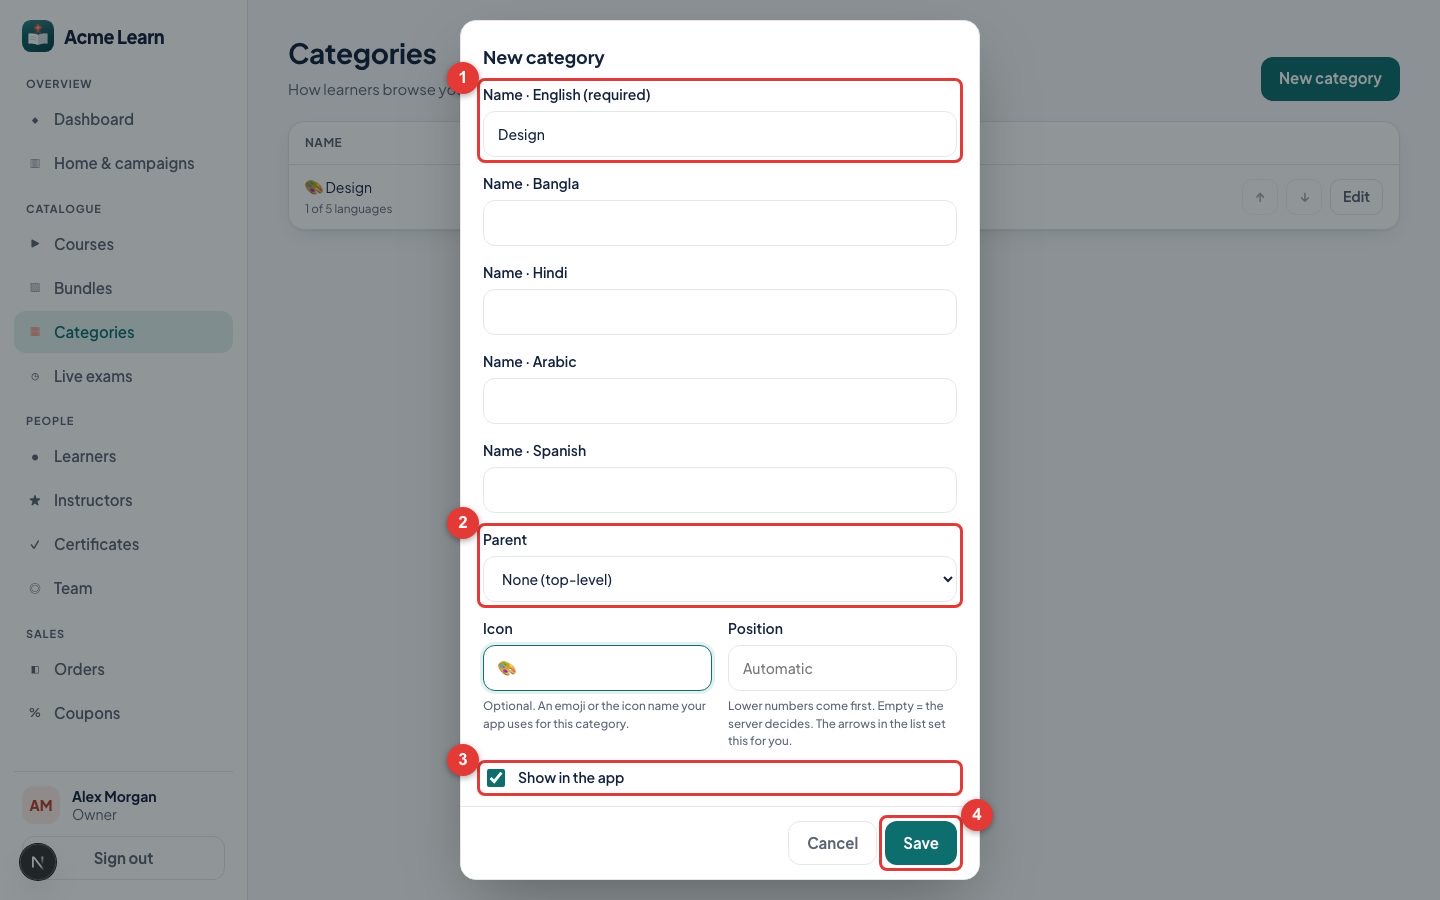 Acme Learn
OVERVIEW
Dashboard
Home & campaigns
CATALOGUE
Courses
Bundles
Categories
Live exams
PEOPLE
Learners
Instructors
Certificates
Team
SALES
Orders
% Coupons
AM
Alex Morgan
Owner
N
Sign out
Categories
How learners browse
New category
NAME
Design
1 of 5 languages
↑
↓
Edit
New category
1
Name · English (required)
Design
Name · Bangla
Name · Hindi
Name · Arabic
Name · Spanish
2
Parent
None (top-level)
Icon
🎨
Optional. An emoji or the icon name your
app uses for this category.
Position
Automatic
Lower numbers come first. Empty = the
server decides. The arrows in the list set
this for you.
3
Show in the app
4
Cancel
Save